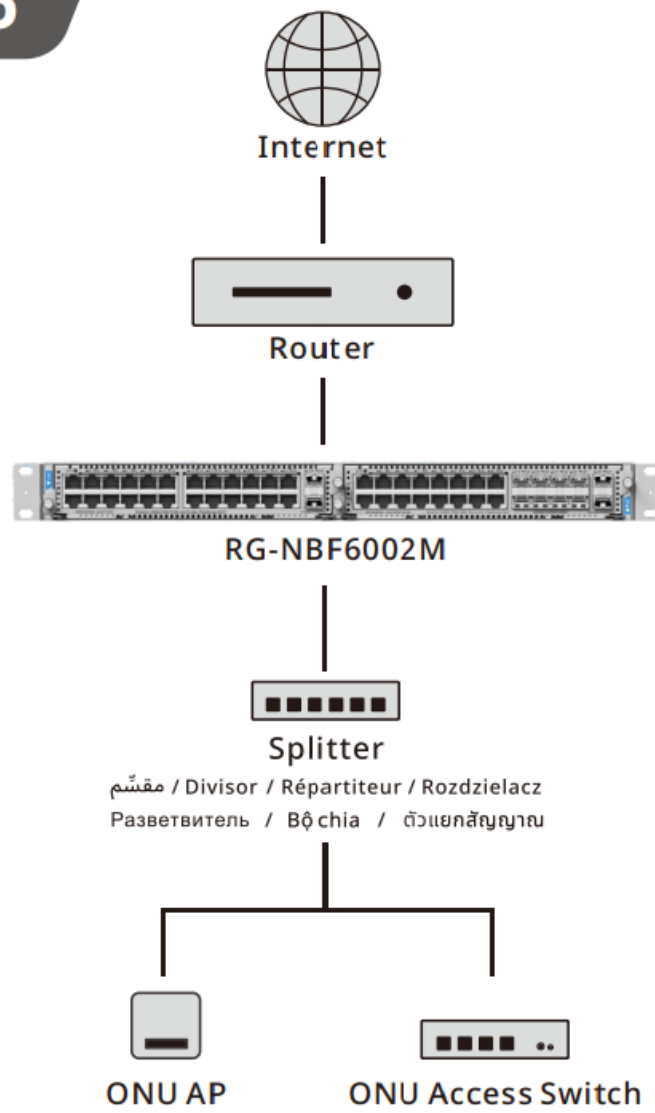 Internet
Router
RG-NBF6002M
Splitter
مقسِّم / Divisor / Répartiteur / Rozdzielacz
Разветвитель / Bộ chia / ตัวแยกสัญญาณ
ONU AP
ONU Access Switch